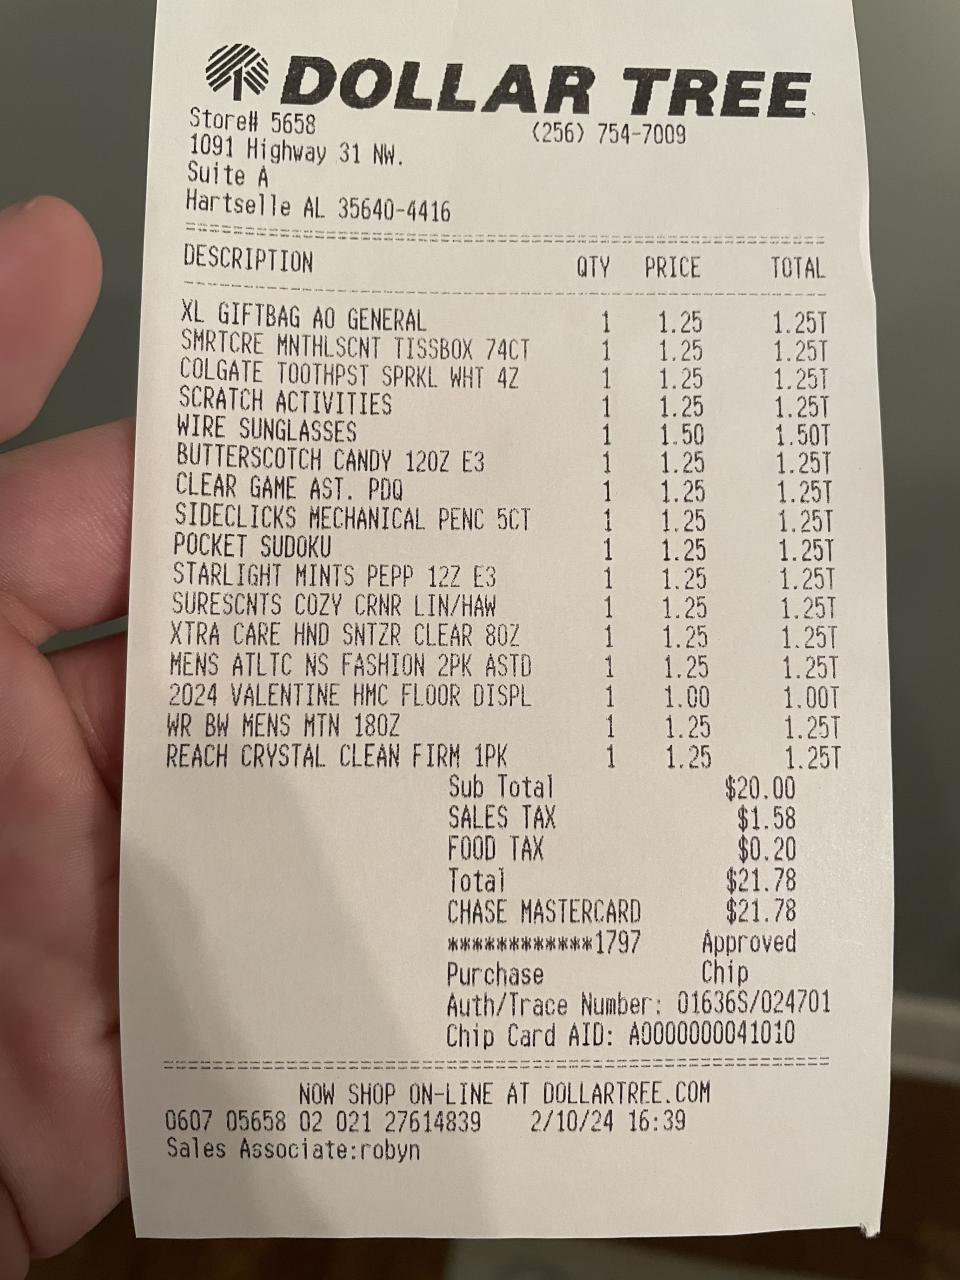 DOLLAR TREE
Store# 5658 (256) 754-7009
1091 Highway 31 NW.
Suite A
Hartselle AL 35640-4416
DESCRIPTION QTY PRICE TOTAL
XL GIFTBAG AO GENERAL 1 1.25 1.25T
SMRTCRE MNTHLSCNT TISSBOX 74CT 1 1.25 1.25T
COLGATE TOOTHPST SPRKL WHT 4Z 1 1.25 1.25T
SCRATCH ACTIVITIES 1 1.25 1.25T
WIRE SUNGLASSES 1 1.50 1.50T
BUTTERSCOTCH CANDY 12OZ E3 1 1.25 1.25T
CLEAR GAME AST. PDQ 1 1.25 1.25T
SIDECLICKS MECHANICAL PENC 5CT 1 1.25 1.25T
POCKET SUDOKU 1 1.25 1.25T
STARLIGHT MINTS PEPP 12Z E3 1 1.25 1.25T
SURESCNTS COZY CRNR LIN/HAW 1 1.25 1.25T
XTRA CARE HND SNTZR CLEAR 8OZ 1 1.25 1.25T
MENS ATLTC NS FASHION 2PK ASTD 1 1.25 1.25T
2024 VALENTINE HMC FLOOR DISPL 1 1.00 1.00T
WR BW MENS MTN 18OZ 1 1.25 1.25T
REACH CRYSTAL CLEAN FIRM 1PK 1 1.25 1.25T
Sub Total $20.00
SALES TAX $1.58
FOOD TAX $0.20
Total $21.78
CHASE MASTERCARD $21.78
************1797 Approved
Purchase Chip
Auth/Trace Number: 01636S/024701
Chip Card AID: A0000000041010
NOW SHOP ON-LINE AT DOLLARTREE.COM
0607 05658 02 021 27614839 2/10/24 16:39
Sales Associate:robyn